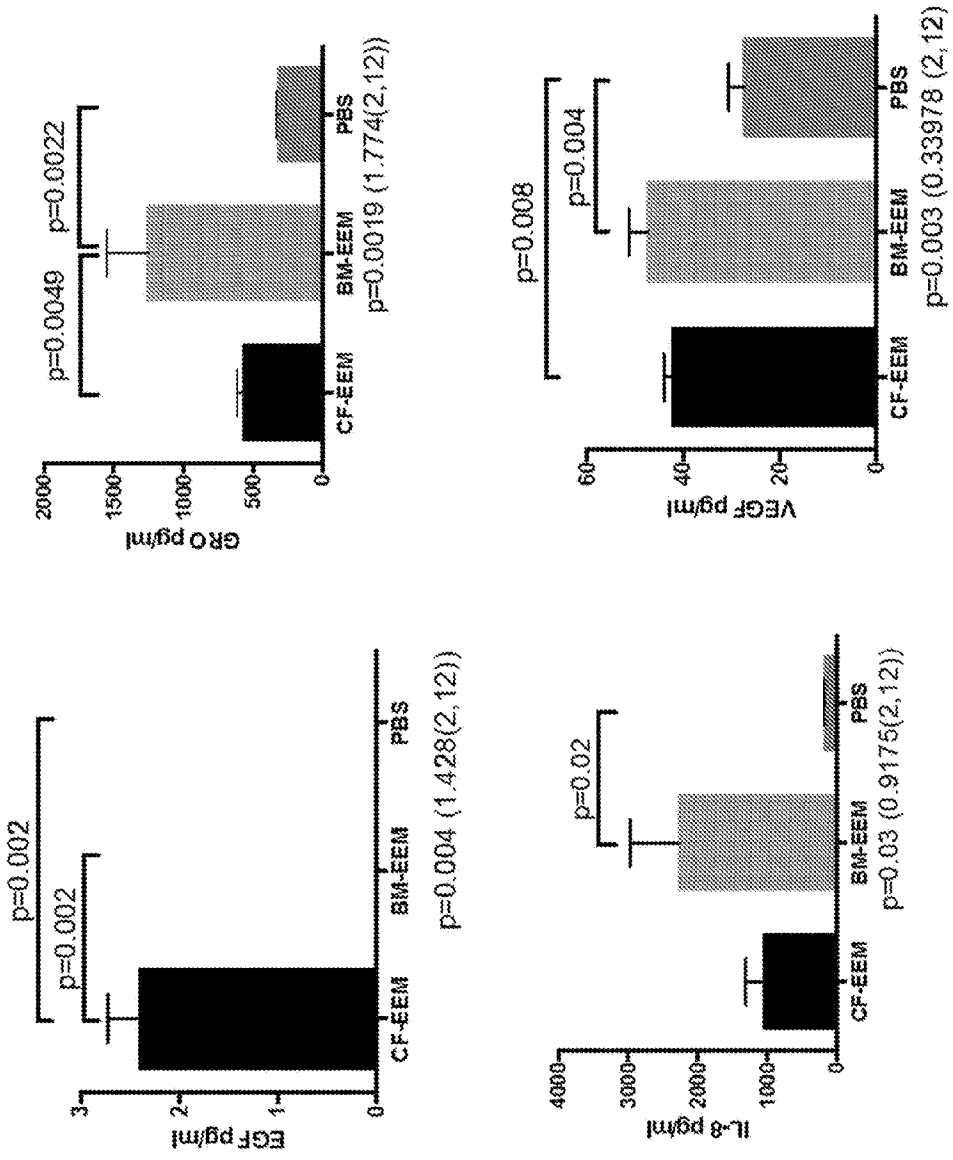 p=0.002
p=0.002
EGF pg/ml
3
2
1
0
CF-EEM BM-EEM PBS
p=0.004 (1.428(2,12))
p=0.0049 p=0.0022
GRO pg/ml
2000
1500
1000
500
0
CF-EEM BM-EEM PBS
p=0.0019 (1.774(2,12))
p=0.02
IL-8 pg/ml
4000
3000
2000
1000
0
CF-EEM BM-EEM PBS
p=0.03 (0.9175(2,12))
p=0.008
p=0.004
VEGF pg/ml
60
40
20
0
CF-EEM BM-EEM PBS
p=0.003 (0.33978 (2,12)